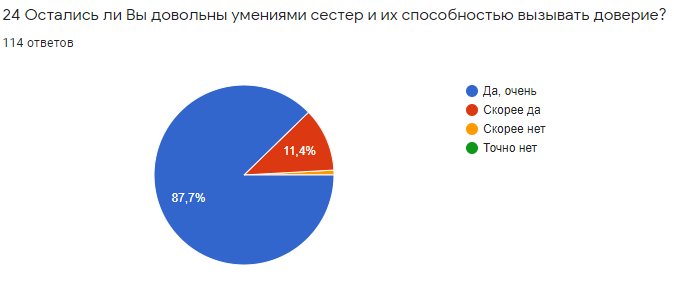 24 Остались ли Вы довольны умениями сестер и их способностью вызывать доверие?
114 ответов
Да, очень
Скорее да
Скорее нет
Точно нет
11,4%
87,7%